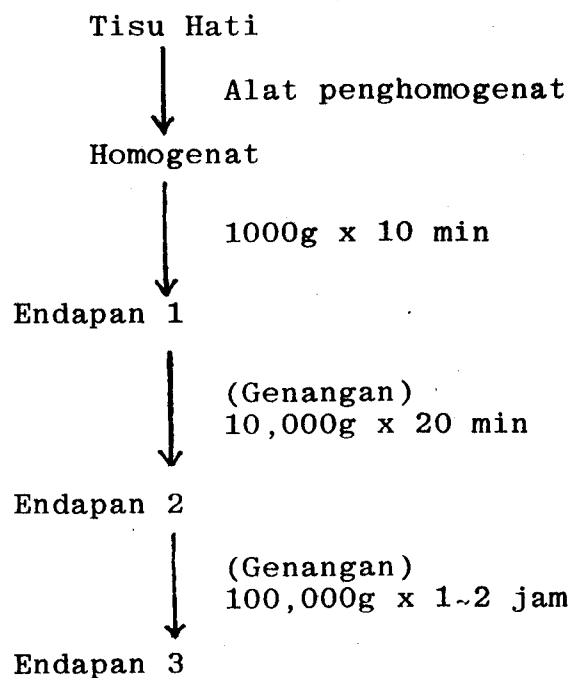 Tisu Hati
Alat penghomogenat
Homogenat
1000g x 10 min
Endapan 1
(Genangan)
10,000g x 20 min
Endapan 2
(Genangan)
100,000g x 1~2 jam
Endapan 3